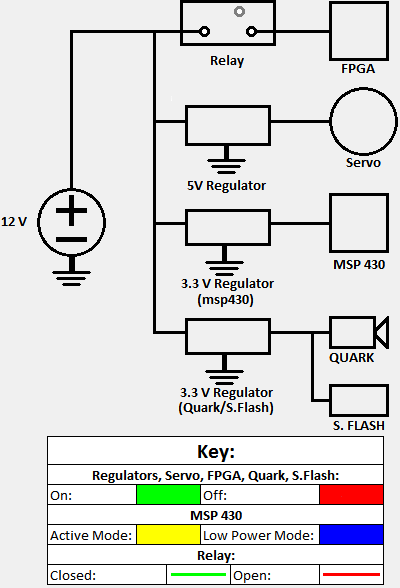 Relay
FPGA
5V Regulator
Servo
12 V
3.3 V Regulator
(msp430)
MSP 430
3.3 V Regulator
(Quark/S.Flash)
QUARK
S. FLASH
Key:
Regulators, Servo, FPGA, Quark, S.Flash:
On: Off:
MSP 430
Active Mode: Low Power Mode:
Relay:
Closed: Open: